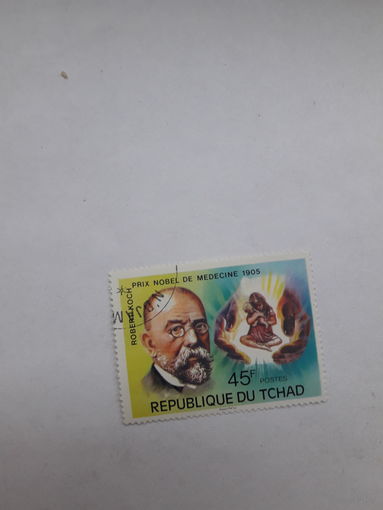 PRIX NOBEL DE MEDECINE 1905
ROBERT KOCH
45F POSTES
REPUBLIQUE DU TCHAD